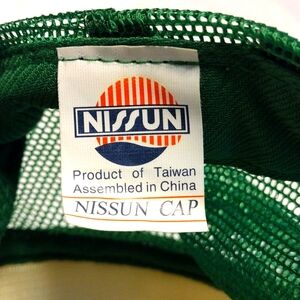 NISSUN
Product of Taiwan
Assembled in China
NISSUN CAP